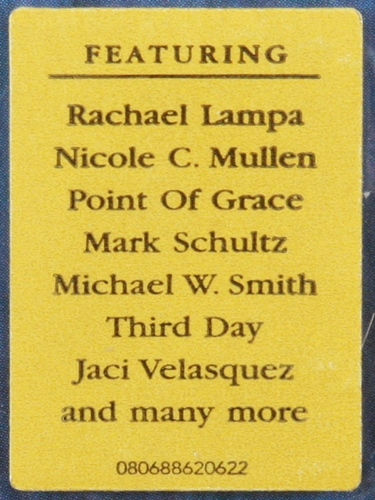 FEATURING
Rachael Lampa
Nicole C. Mullen
Point Of Grace
Mark Schultz
Michael W. Smith
Third Day
Jaci Velasquez
and many more
080688620622